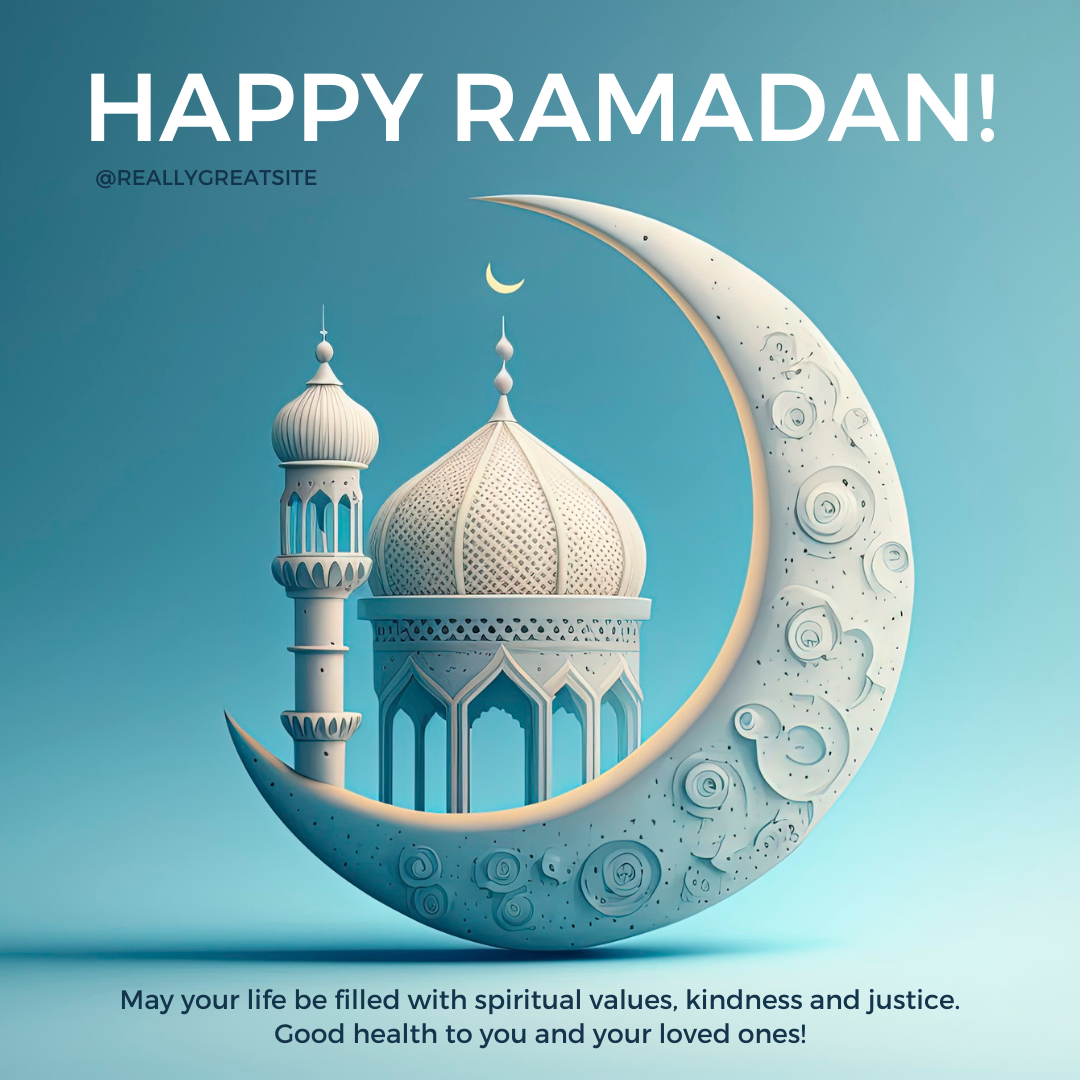 HAPPY RAMADAN!
@REALLYGREATSITE
May your life be filled with spiritual values, kindness and justice.
Good health to you and your loved ones!